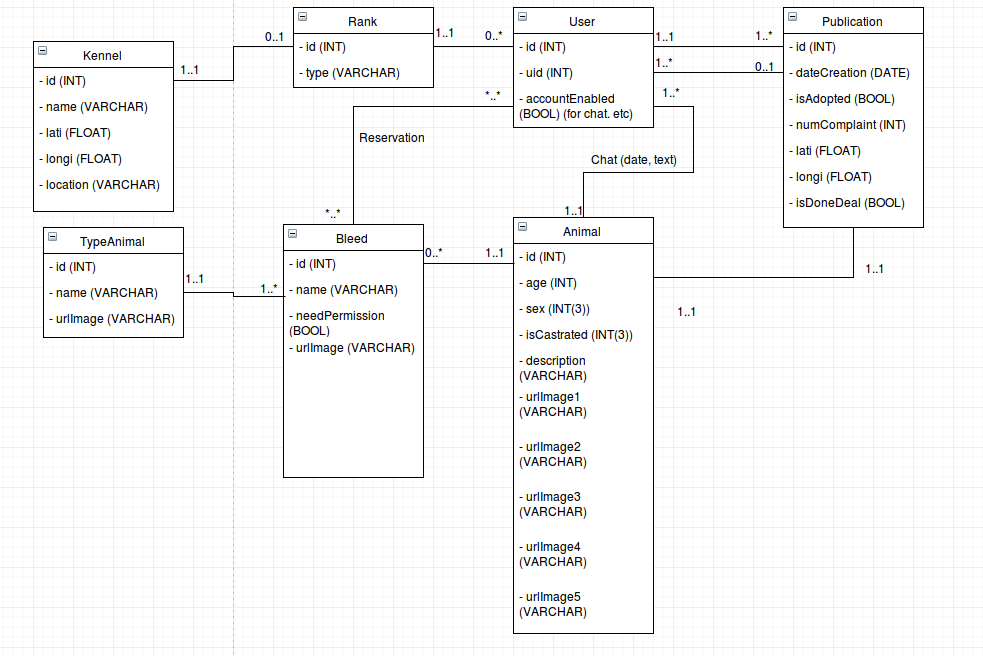 Kennel
- id (INT)
- name (VARCHAR)
- lati (FLOAT)
- longi (FLOAT)
- location (VARCHAR)
1..1
0..1
Rank
- id (INT)
- type (VARCHAR)
1..1
0..*
User
- id (INT)
- uid (INT)
- accountEnabled
(BOOL) (for chat. etc)
1..1
1..*
1..*
0..1
Publication
- id (INT)
- dateCreation (DATE)
- isAdopted (BOOL)
- numComplaint (INT)
- lati (FLOAT)
- longi (FLOAT)
- isDoneDeal (BOOL)
*..*
Reservation
*..*
1..*
Chat (date, text)
1..1
TypeAnimal
- id (INT)
- name (VARCHAR)
- urlImage (VARCHAR)
1..1
1..*
Bleed
- id (INT)
- name (VARCHAR)
- needPermission
(BOOL)
- urlImage (VARCHAR)
0..*
1..1
Animal
- id (INT)
- age (INT)
- sex (INT(3))
- isCastrated (INT(3))
- description
(VARCHAR)
- urlImage1
(VARCHAR)
- urlImage2
(VARCHAR)
- urlImage3
(VARCHAR)
- urlImage4
(VARCHAR)
- urlImage5
(VARCHAR)
1..1
1..1